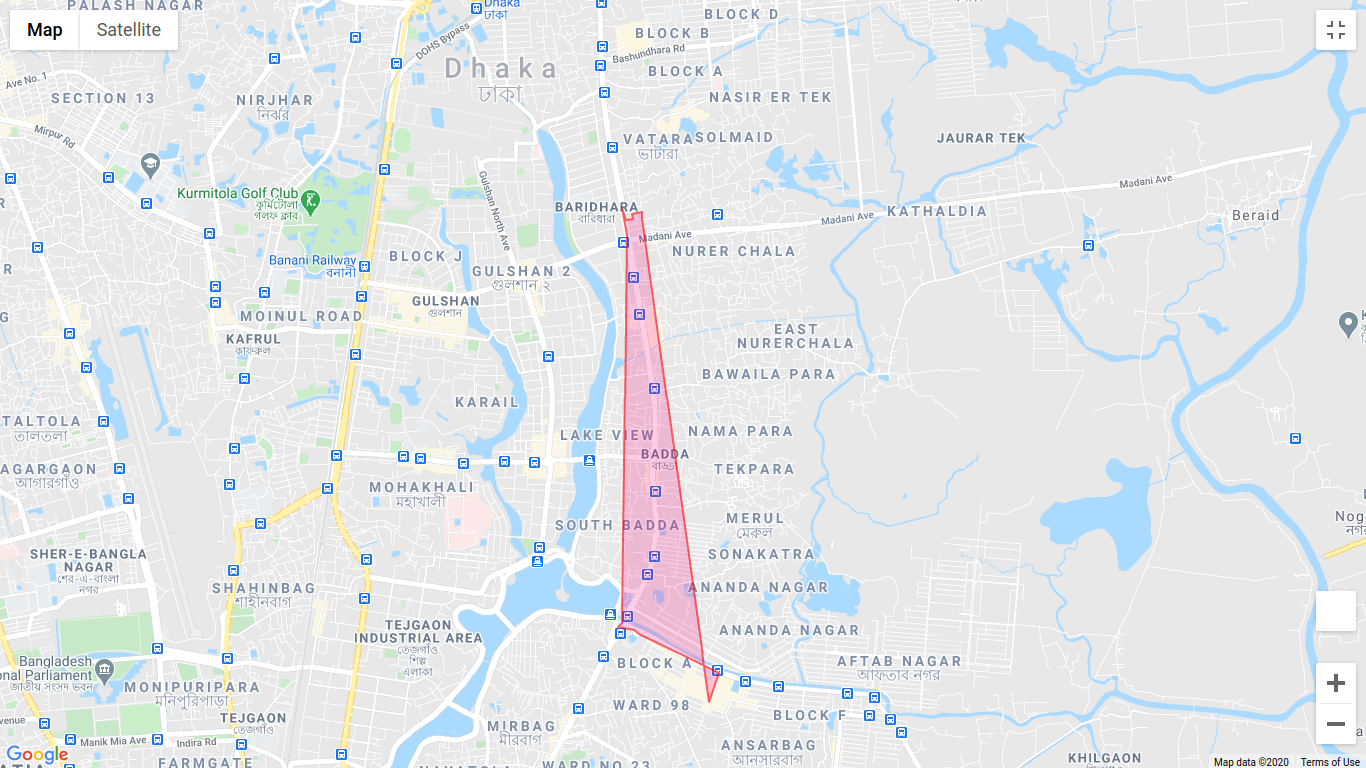 PALASH NAGAR
Dhaka
ঢাকা
BLOCK D
Map
Satellite
BLOCK B
DOHS Bypass
Bashundhara Rd
BLOCK A
Dhaka
ঢাকা
Ave No. 1
SECTION 13
NIRJHAR
নির্ঝর
NASIR ER TEK
Mirpur Rd
VATARA
ভাটারা
SOLMAID
JAURAR TEK
Madani Ave
Kurmitola Golf Club
কুর্মিটোলা
গলফ ক্লাব
Gulshan North Ave
BARIDHARA
বারিধারা
Madani Ave
KATHALDIA
Beraid
Madani Ave
NURER CHALA
BLOCK J
Banani Railway
বনানী
GULSHAN 2
গুলশান ২
GULSHAN
গুলশান
MOINUL ROAD
KAFRUL
কাফরুল
EAST
NURERCHALA
BAWAILA PARA
KARAIL
TALTOLA
তালতলা
LAKE VIEW
NAMA PARA
BADDA
বাড্ডা
AGARGAON
আগারগাঁও
TEKPARA
MOHAKHALI
মহাখালী
SOUTH BADDA
MERUL
মেরুল
Nog
SHER-E-BANGLA
NAGAR
শের-এ-বাংলা
নগর
SONAKATRA
SHAHINBAG
শাহীনবাগ
ANANDA NAGAR
TEJGAON
INDUSTRIAL AREA
তেজগাঁও
শিল্প
এলাকা
ANANDA NAGAR
Bangladesh
nal Parliament
জাতীয় সংসদ ভবন
BLOCK A
AFTAB NAGAR
আফতাব নগর
MONIPURIPARA
মনিপুরিপাড়া
WARD 98
BLOCK F
TEJGAON
তেজগাঁও
venue
MIRBAG
মীরবাগ
Manik Mia Ave
Indira Rd
ANSARBAG
আনসারবাগ
Google
FARMGATE
NAYATOLA
WARD NO 23
KHILGAON
খিলগাঁও
Map data ©2020
Terms of Use